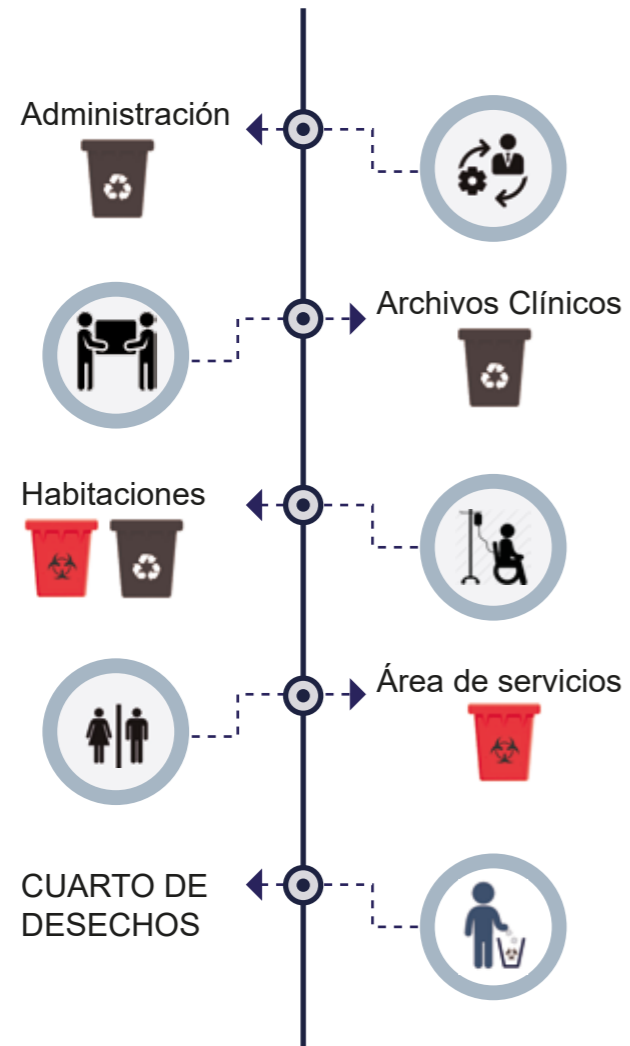 Administración
Archivos Clínicos
Habitaciones
Área de servicios
CUARTO DE
DESECHOS